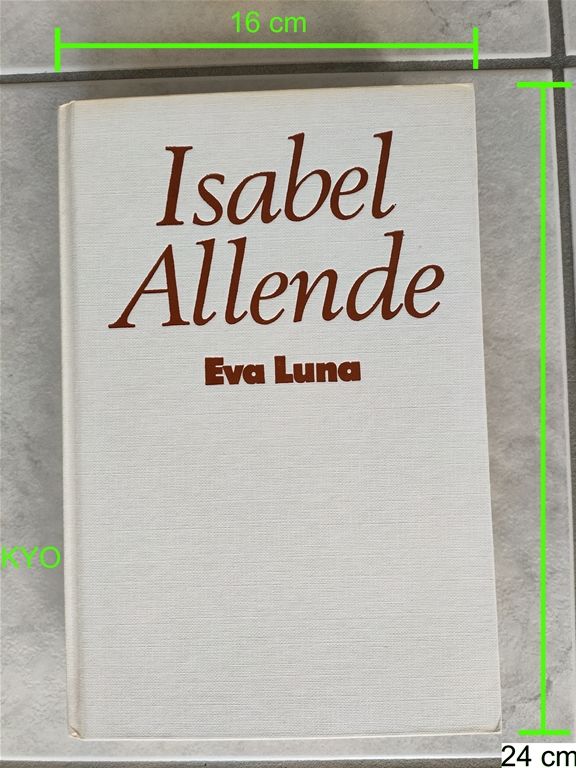 16 cm
Isabel
Allende
Eva Luna
KYO
24 cm